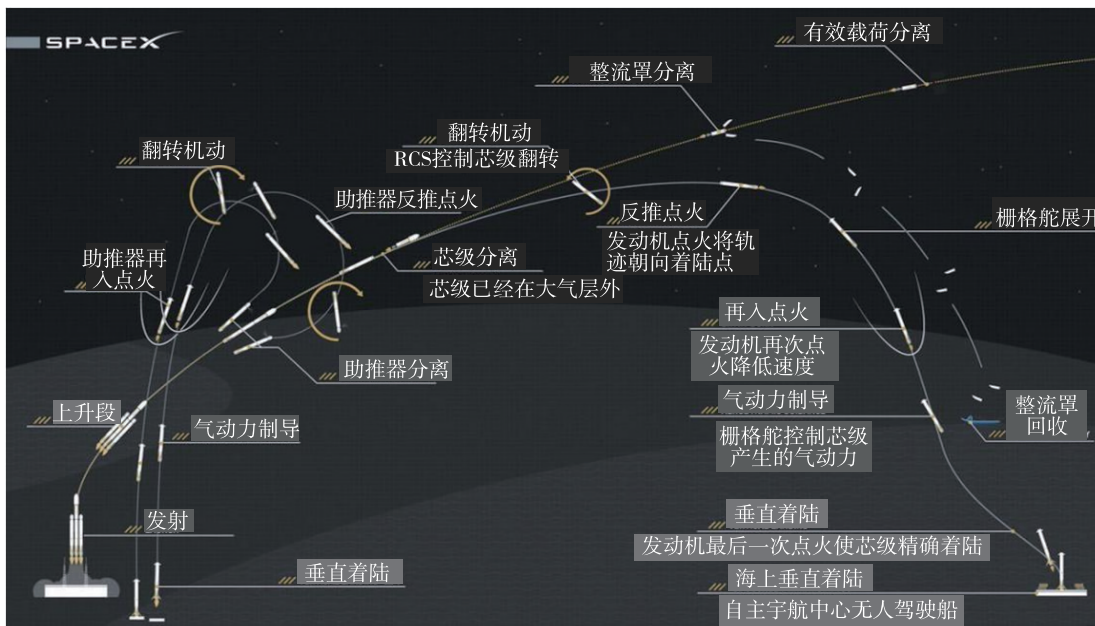 SPACEX
有效载荷分离
整流罩分离
翻转机动
RCS控制芯级翻转
翻转机动
助推器反推点火
反推点火
发动机点火将轨
迹朝向着陆点
栅格舵展开
助推器再
入点火
芯级分离
芯级已经在大气层外
再入点火
发动机再次点
火降低速度
助推器分离
上升段
气动力制导
气动力制导
栅格舵控制芯级
产生的气动力
整流罩
回收
发射
垂直着陆
发动机最后一次点火使芯级精确着陆
垂直着陆
海上垂直着陆
自主宇航中心无人驾驶船